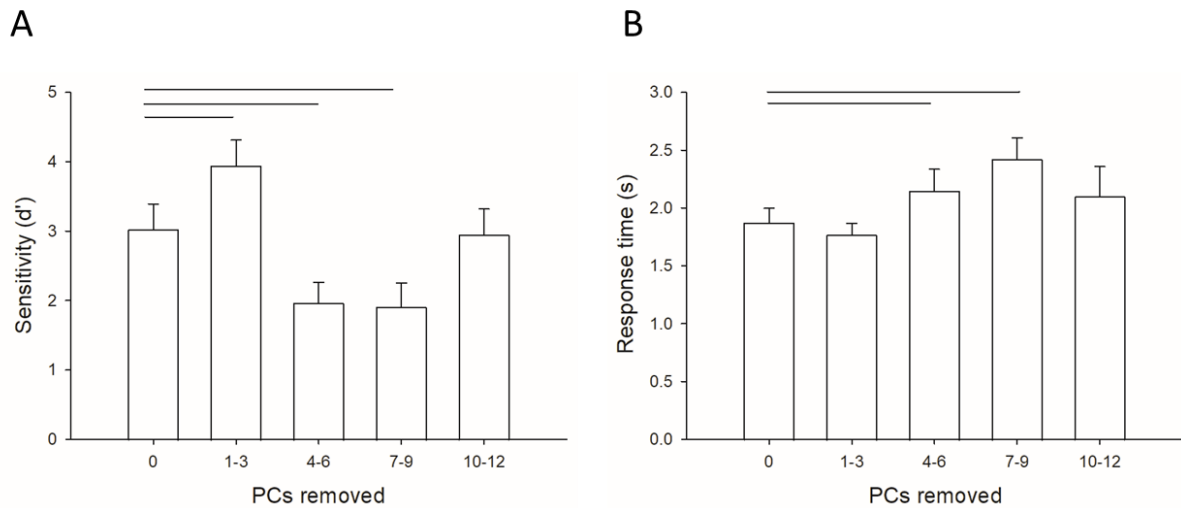 A
5
4
3
2
1
0
Sensitivity (d')
0 1-3 4-6 7-9 10-12
PCs removed
B
3.0
2.5
2.0
1.5
1.0
0.5
0.0
Response time (s)
0 1-3 4-6 7-9 10-12
PCs removed